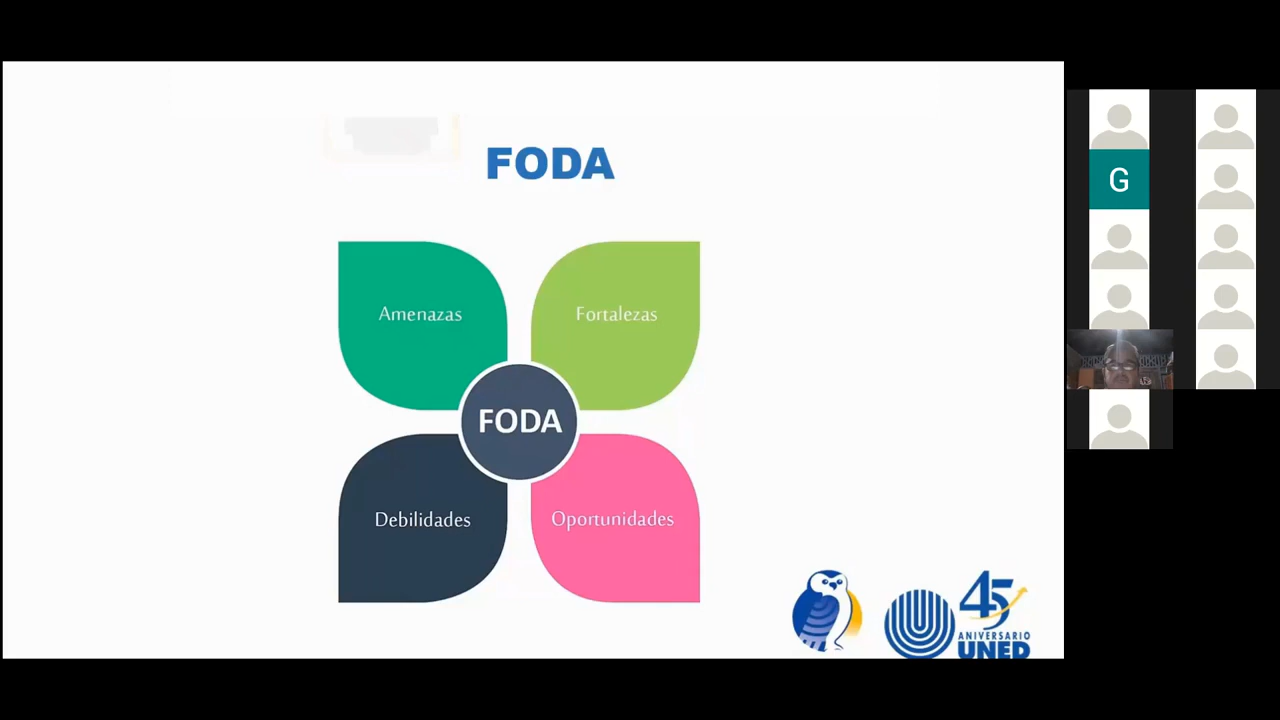 FODA
Amenazas
Fortalezas
FODA
Debilidades
Oportunidades
45
ANIVERSARIO
UNED
G